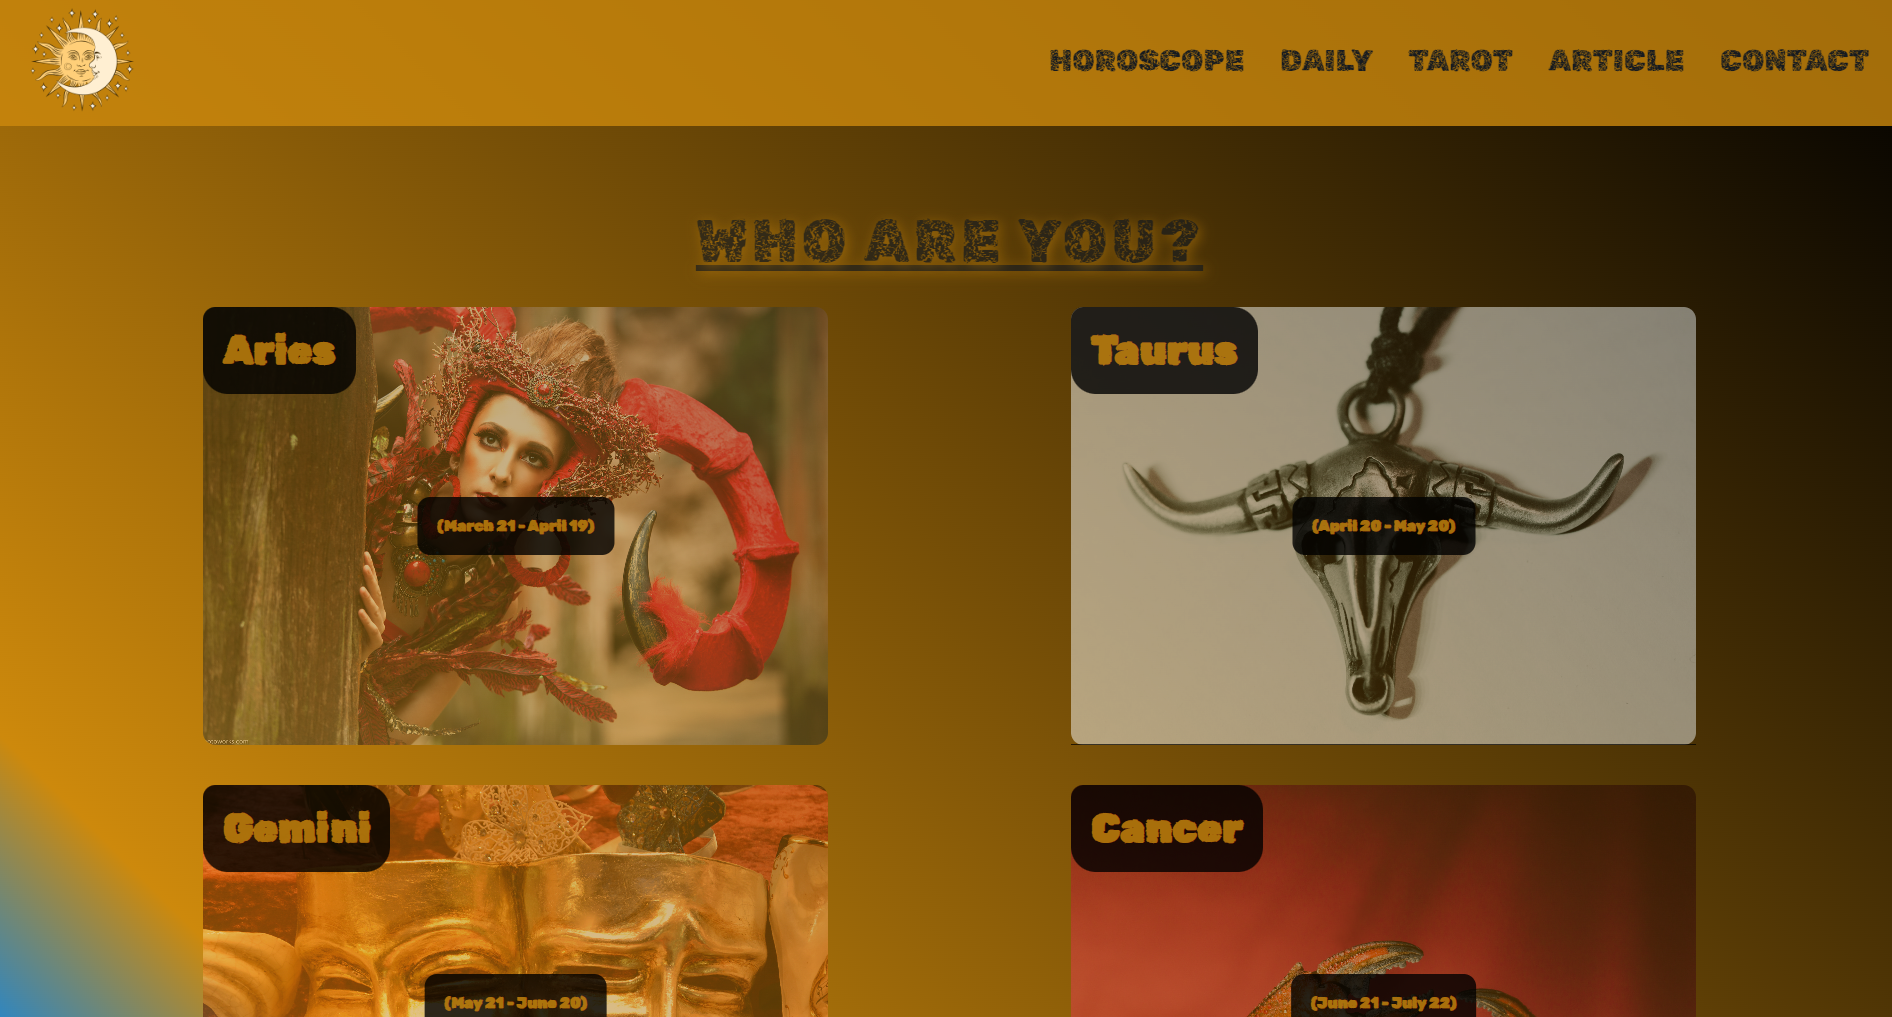 HOROSCOPE DAILY TAROT ARTICLE CONTACT
WHO ARE YOU?
Aries
(March 21 - April 19)
Taurus
(April 20 - May 20)
Gemini
(May 21 - June 20)
Cancer
(June 21 - July 22)